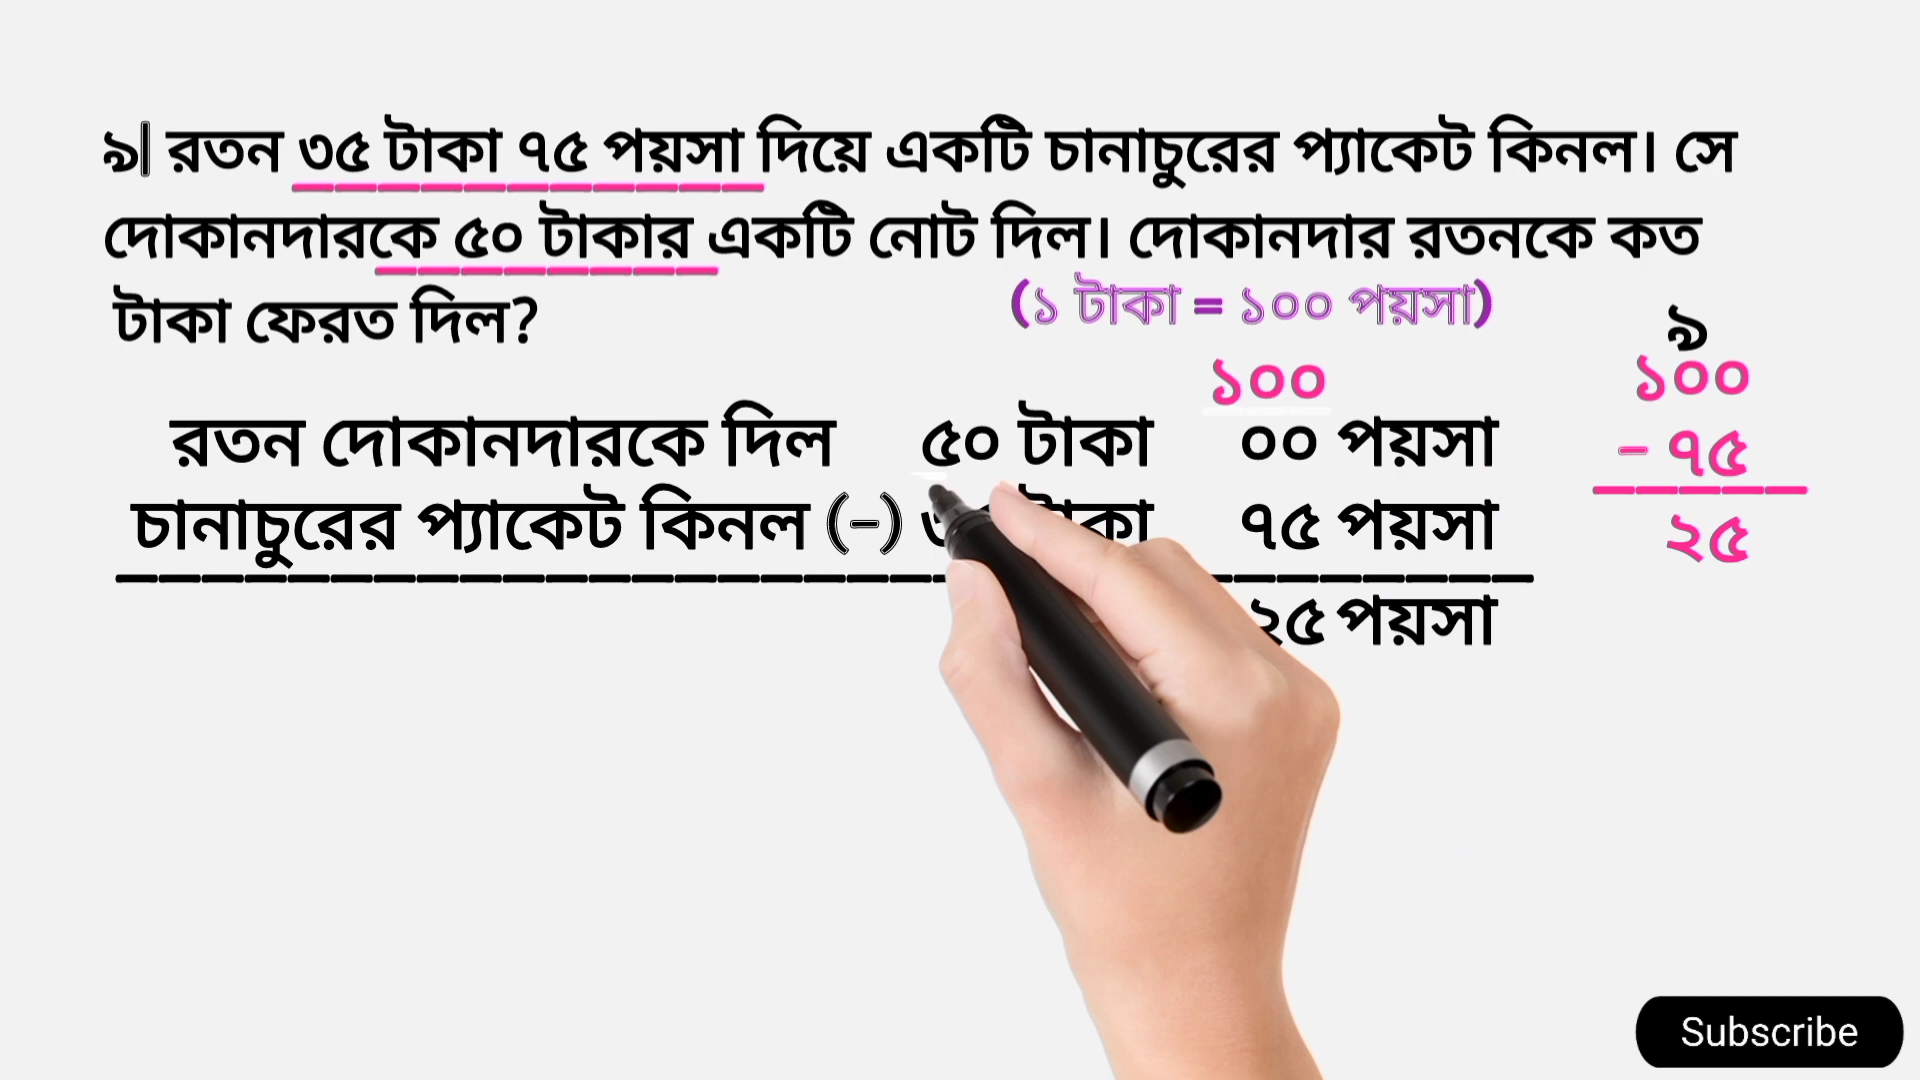 ৯| রতন ৩৫ টাকা ৭৫ পয়সা দিয়ে একটি চানাচুরের প্যাকেট কিনল। সে
দোকানদারকে ৫০ টাকার একটি নোট দিল। দোকানদার রতনকে কত
টাকা ফেরত দিল?
(১ টাকা = ১০০ পয়সা)
৯
১০০
১০০
রতন দোকানদারকে দিল ৫০ টাকা ০০ পয়সা
– ৭৫
চানাচুরের প্যাকেট কিনল (–) টাকা ৭৫ পয়সা
২৫
২৫ পয়সা
Subscribe